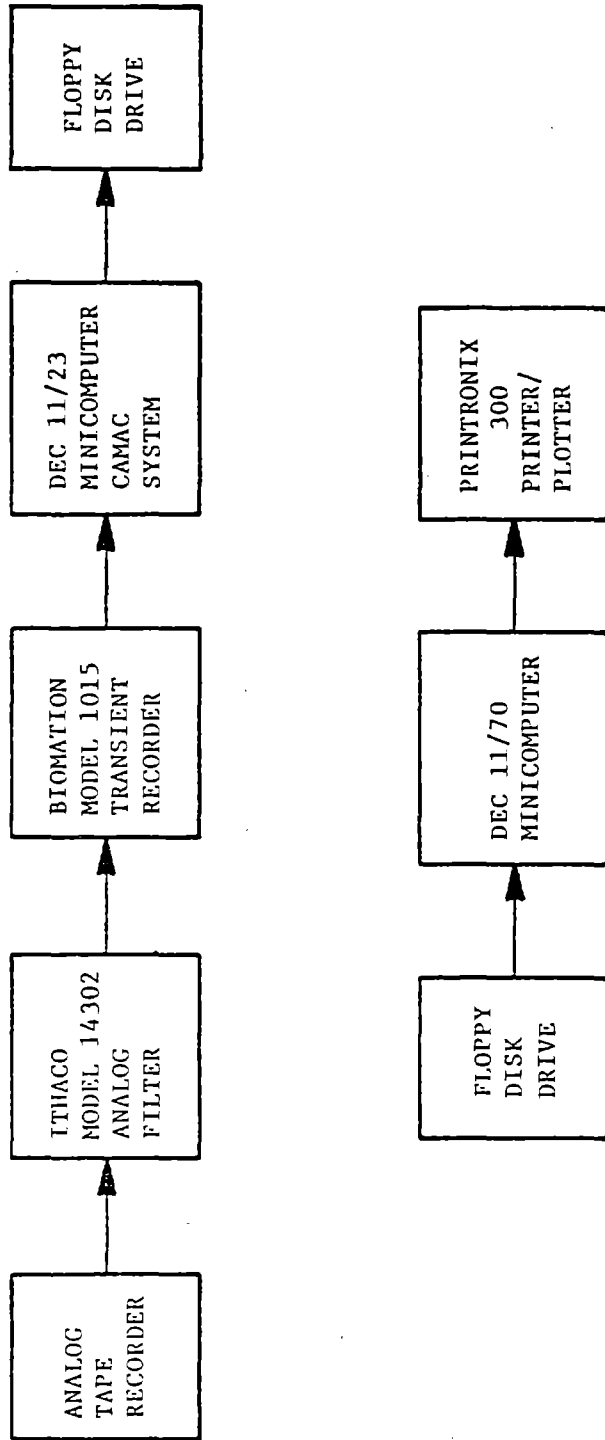 ANALOG
TAPE
RECORDER
ITHACO
MODEL 14302
ANALOG
FILTER
BIOMATION
MODEL 1015
TRANSIENT
RECORDER
DEC 11/23
MINICOMPUTER
CAMAC
SYSTEM
FLOPPY
DISK
DRIVE
FLOPPY
DISK
DRIVE
DEC 11/70
MINICOMPUTER
PRINTRONIX
300
PRINTER/
PLOTTER